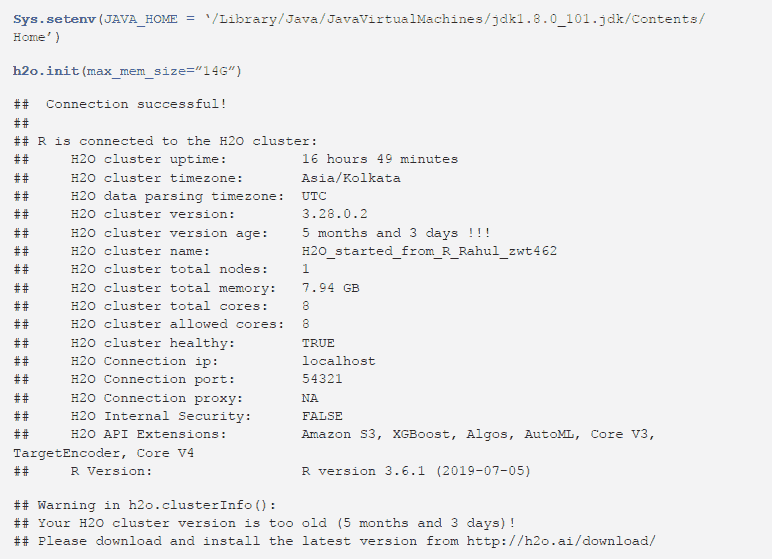 Sys.setenv(JAVA_HOME = ‘/Library/Java/JavaVirtualMachines/jdk1.8.0_101.jdk/Contents/
Home’)
h2o.init(max_mem_size=”14G”)
##  Connection successful!
##
## R is connected to the H2O cluster:
##     H2O cluster uptime:         16 hours 49 minutes
##     H2O cluster timezone:       Asia/Kolkata
##     H2O data parsing timezone:  UTC
##     H2O cluster version:        3.28.0.2
##     H2O cluster version age:    5 months and 3 days !!!
##     H2O cluster name:           H2O_started_from_R_Rahul_zwt462
##     H2O cluster total nodes:    1
##     H2O cluster total memory:   7.94 GB
##     H2O cluster total cores:    8
##     H2O cluster allowed cores:  8
##     H2O cluster healthy:        TRUE
##     H2O Connection ip:          localhost
##     H2O Connection port:        54321
##     H2O Connection proxy:       NA
##     H2O Internal Security:      FALSE
##     H2O API Extensions:         Amazon S3, XGBoost, Algos, AutoML, Core V3,
TargetEncoder, Core V4
##     R Version:                  R version 3.6.1 (2019-07-05)
## Warning in h2o.clusterInfo():
## Your H2O cluster version is too old (5 months and 3 days)!
## Please download and install the latest version from http://h2o.ai/download/